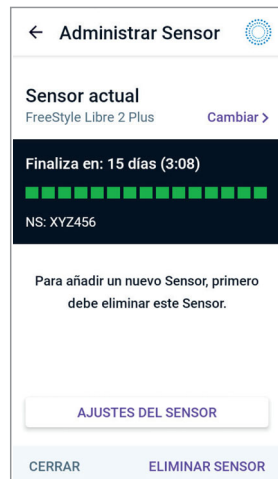 Administrar Sensor
Sensor actual
FreeStyle Libre 2 Plus
Cambiar >
Finaliza en: 15 días (3:08)
NS: XYZ456
Para añadir un nuevo Sensor, primero
debe eliminar este Sensor.
AJUSTES DEL SENSOR
CERRAR
ELIMINAR SENSOR